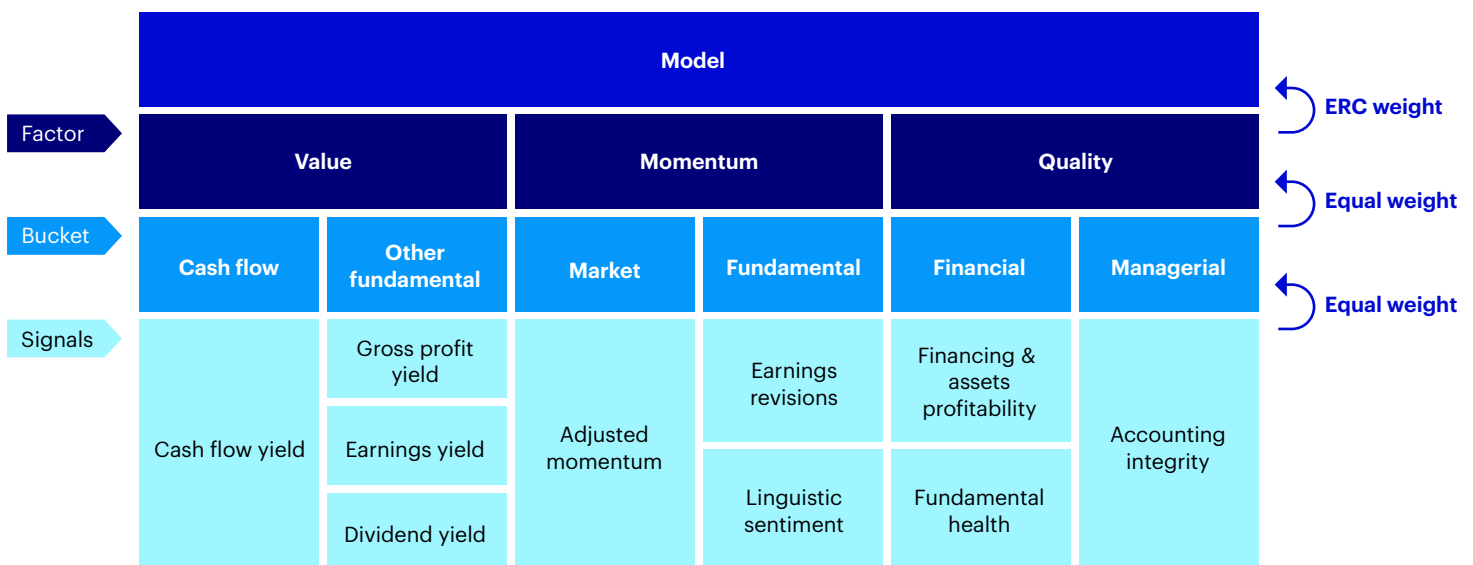 Model
ERC weight
Factor
Value
Momentum
Quality
Equal weight
Bucket
Cash flow
Other
fundamental
Market
Fundamental
Financial
Managerial
Equal weight
Signals
Cash flow yield
Gross profit
yield
Earnings yield
Dividend yield
Adjusted
momentum
Earnings
revisions
Linguistic
sentiment
Financing &
assets
profitability
Fundamental
health
Accounting
integrity